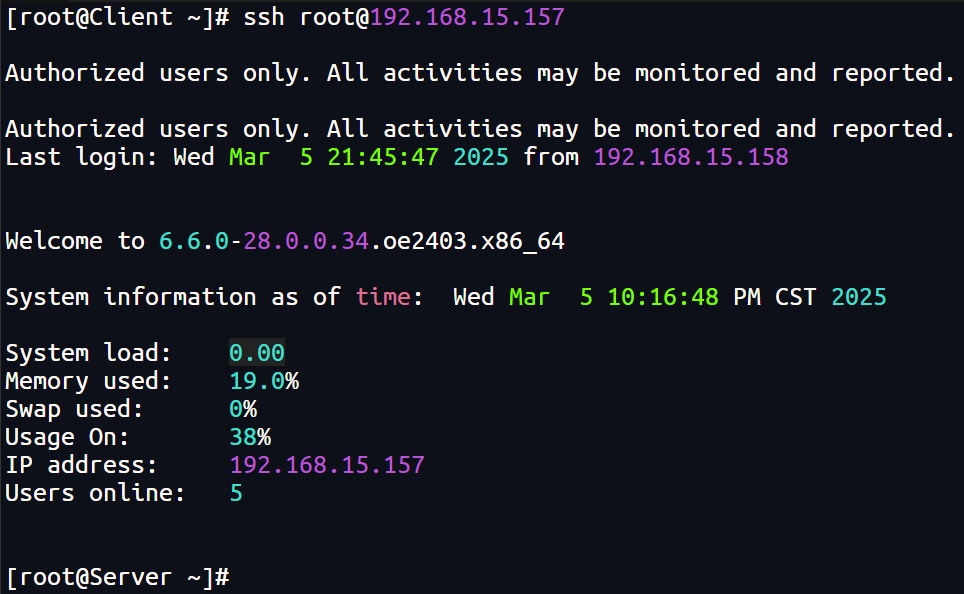 [root@Client ~]# ssh root@192.168.15.157
Authorized users only. All activities may be monitored and reported.
Authorized users only. All activities may be monitored and reported.
Last login: Wed Mar  5 21:45:47 2025 from 192.168.15.158
Welcome to 6.6.0-28.0.0.34.oe2403.x86_64
System information as of time:  Wed Mar  5 10:16:48 PM CST 2025
System load:    0.00
Memory used:    19.0%
Swap used:      0%
Usage On:       38%
IP address:     192.168.15.157
Users online:   5
[root@Server ~]#